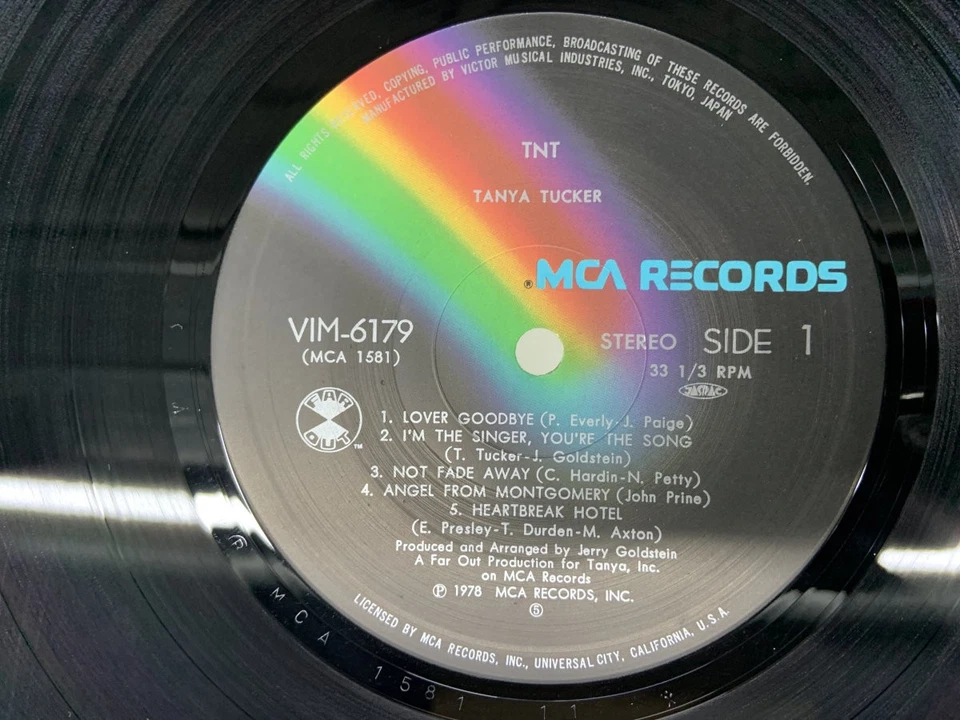 ALL RIGHTS RESERVED. COPYING, PUBLIC PERFORMANCE, BROADCASTING OF THESE RECORDS ARE FORBIDDEN.
MANUFACTURED BY VICTOR MUSICAL INDUSTRIES, INC., TOKYO, JAPAN
TNT
TANYA TUCKER
® MCA RECORDS
VIM-6179
(MCA 1581)
STEREO SIDE 1
33 1/3 RPM
JASRAC
FAR OUT ™
1. LOVER GOODBYE (P. Everly-J. Paige)
2. I'M THE SINGER, YOU'RE THE SONG
(T. Tucker-J. Goldstein)
3. NOT FADE AWAY (C. Hardin-N. Petty)
4. ANGEL FROM MONTGOMERY (John Prine)
5. HEARTBREAK HOTEL
(E. Presley-T. Durden-M. Axton)
Produced and Arranged by Jerry Goldstein
A Far Out Production for Tanya, Inc.
on MCA Records
℗ 1978 MCA RECORDS, INC.
⑤
LICENSED BY MCA RECORDS, INC., UNIVERSAL CITY, CALIFORNIA, U.S.A.
MCA 1581